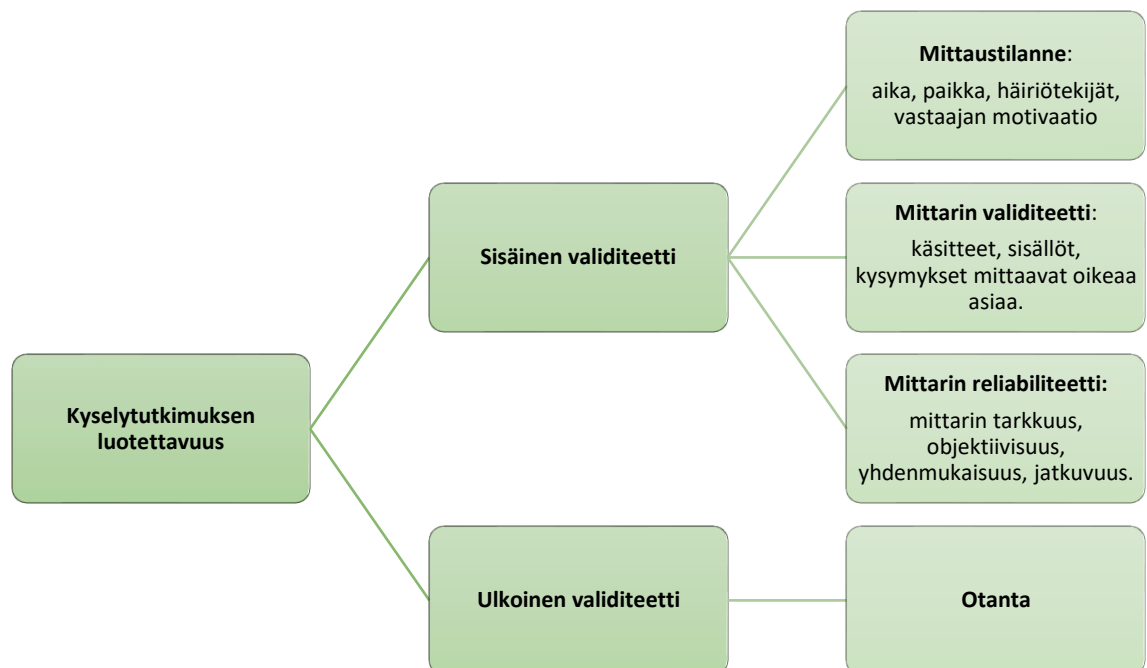 Mittaustilanne:
aika, paikka, häiriötekijät,
vastaajan motivaatio
Sisäinen validiteetti
Mittarin validiteetti:
käsitteet, sisällöt,
kysymykset mittaavat oikeaa
asiaa.
Kyselytutkimuksen
luotettavuus
Mittarin reliabiliteetti:
mittarin tarkkuus,
objektiivisuus,
yhdenmukaisuus, jatkuvuus.
Ulkoinen validiteetti
Otanta